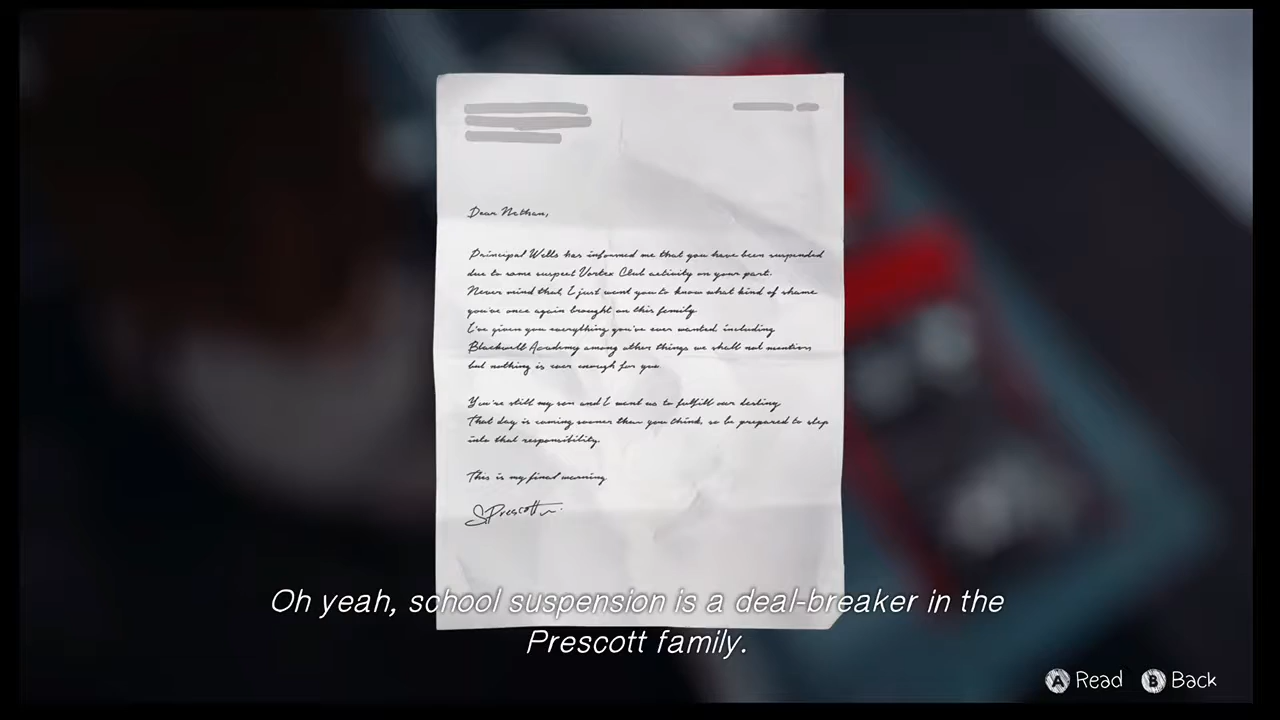 Dear Nathan,
Principal Wells has informed me that you have been suspended
due to some suspect Vortex Club activity on your part.
Never mind that, I just want you to know what kind of shame
you've once again brought on this family
I've given you everything you've ever wanted including
Blackwell Academy among other things we shall not mention
but nothing is ever enough for you.
You're still my son and I want us to fulfill our destiny
That day is coming sooner than you think, so be prepared to step
into that responsibility.
This is my final warning
S.Prescott
Oh yeah, school suspension is a deal-breaker in the
Prescott family.
A Read B Back